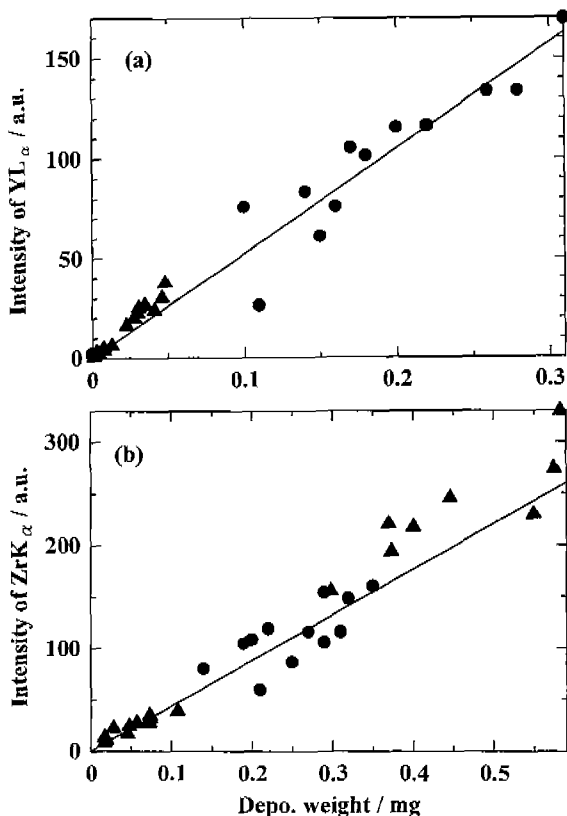 150
(a)
Intensity of YLα / a.u.
100
50
0
0 0.1 0.2 0.3
300
(b)
Intensity of ZrKα / a.u.
200
100
0
0 0.1 0.2 0.3 0.4 0.5
Depo. weight / mg